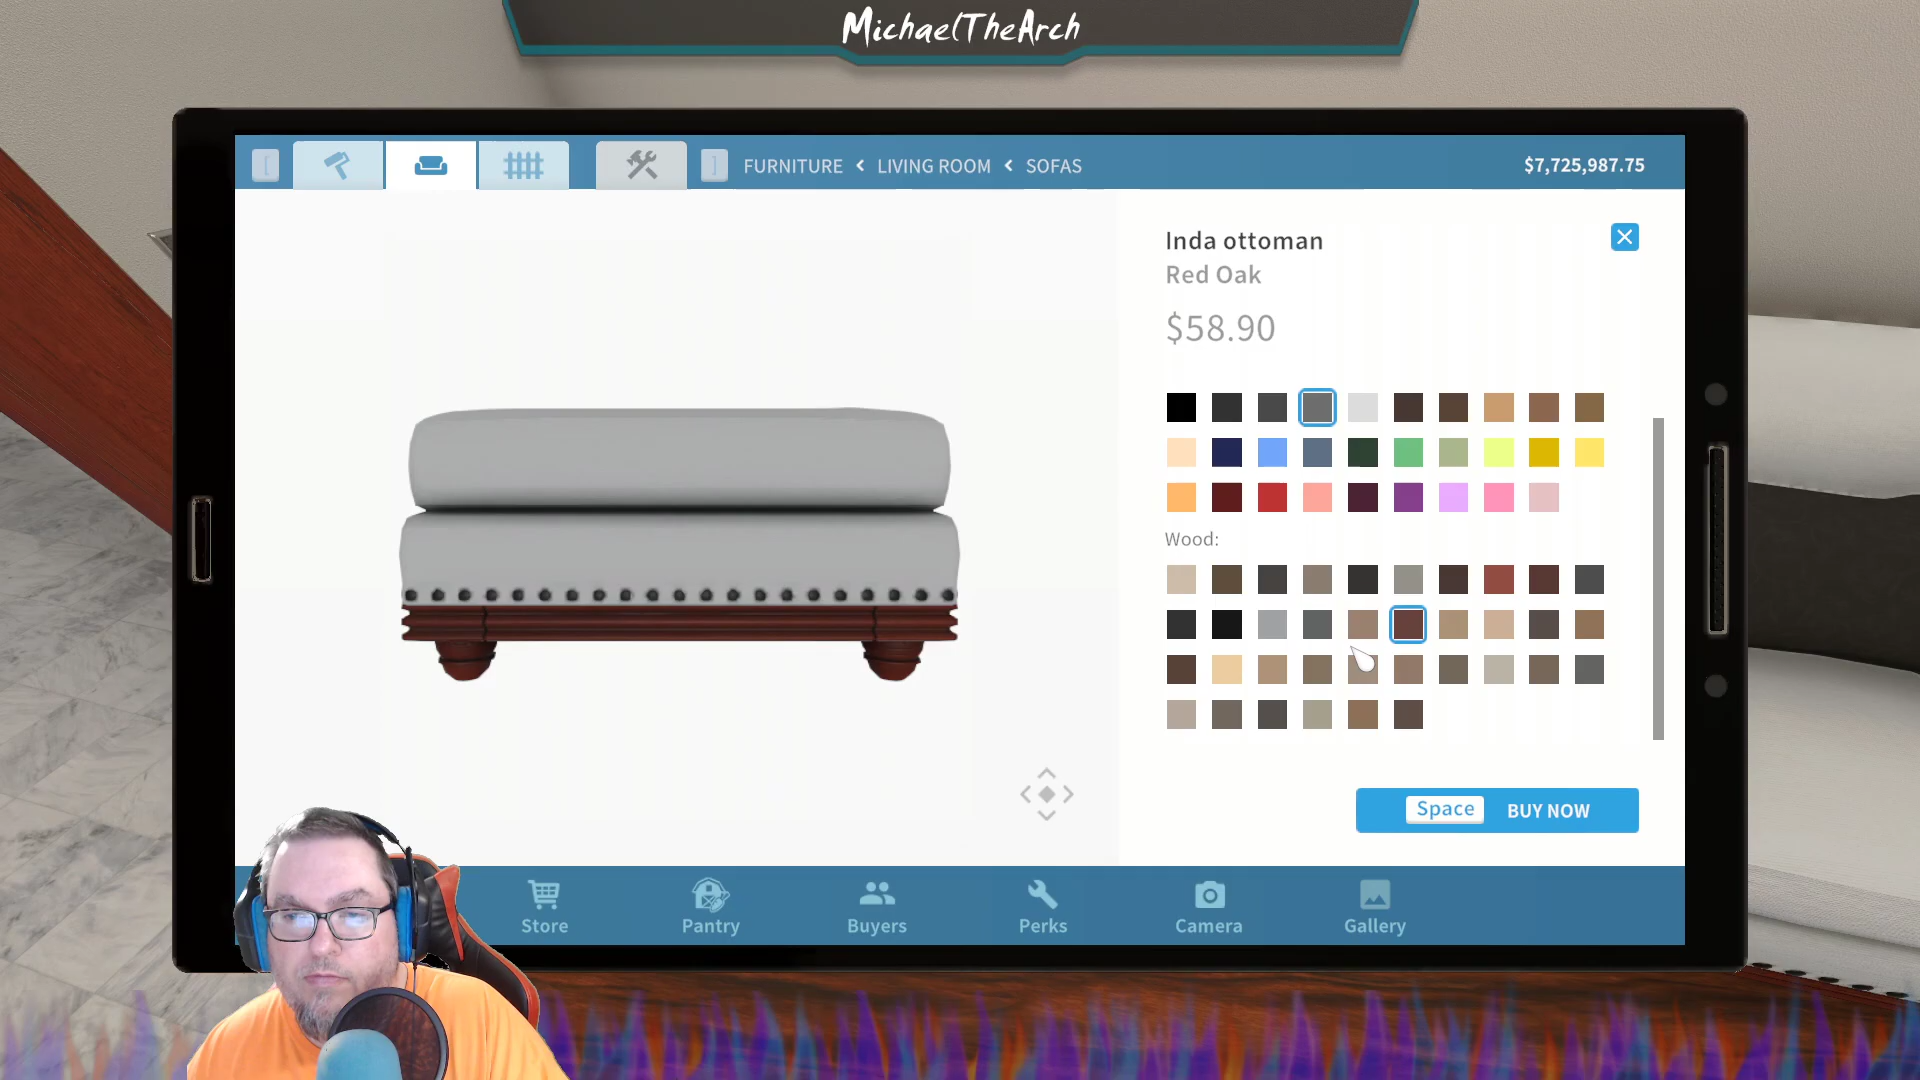 MichaelTheArch
FURNITURE < LIVING ROOM < SOFAS
$7,725,987.75
Inda ottoman
Red Oak
$58.90
Wood:
Space BUY NOW
Store
Pantry
Buyers
Perks
Camera
Gallery